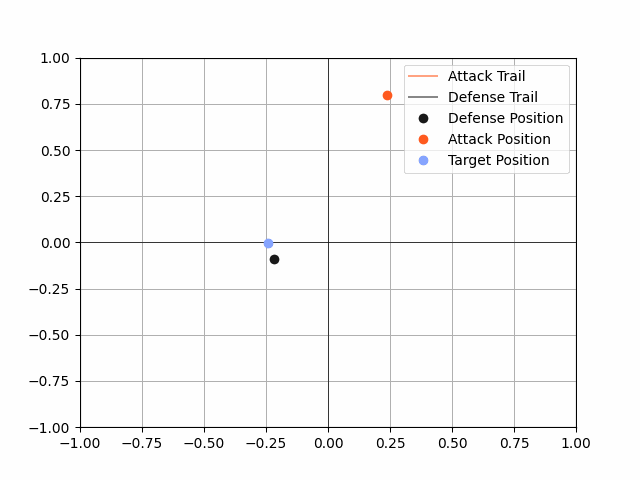 1.00
0.75
0.50
0.25
0.00
−0.25
−0.50
−0.75
−1.00
−1.00 −0.75 −0.50 −0.25 0.00 0.25 0.50 0.75 1.00
Attack Trail
Defense Trail
Defense Position
Attack Position
Target Position